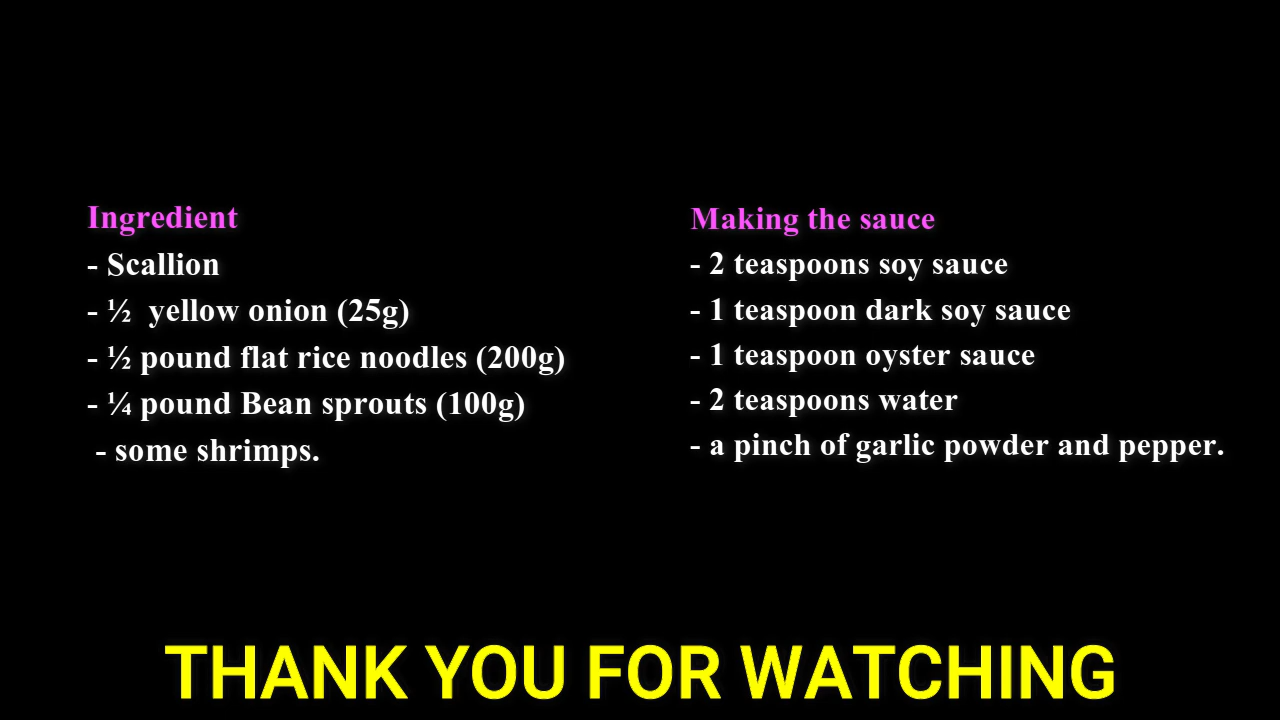 Ingredient
- Scallion
- ½ yellow onion (25g)
- ½ pound flat rice noodles (200g)
- ¼ pound Bean sprouts (100g)
- some shrimps.
Making the sauce
- 2 teaspoons soy sauce
- 1 teaspoon dark soy sauce
- 1 teaspoon oyster sauce
- 2 teaspoons water
- a pinch of garlic powder and pepper.
THANK YOU FOR WATCHING